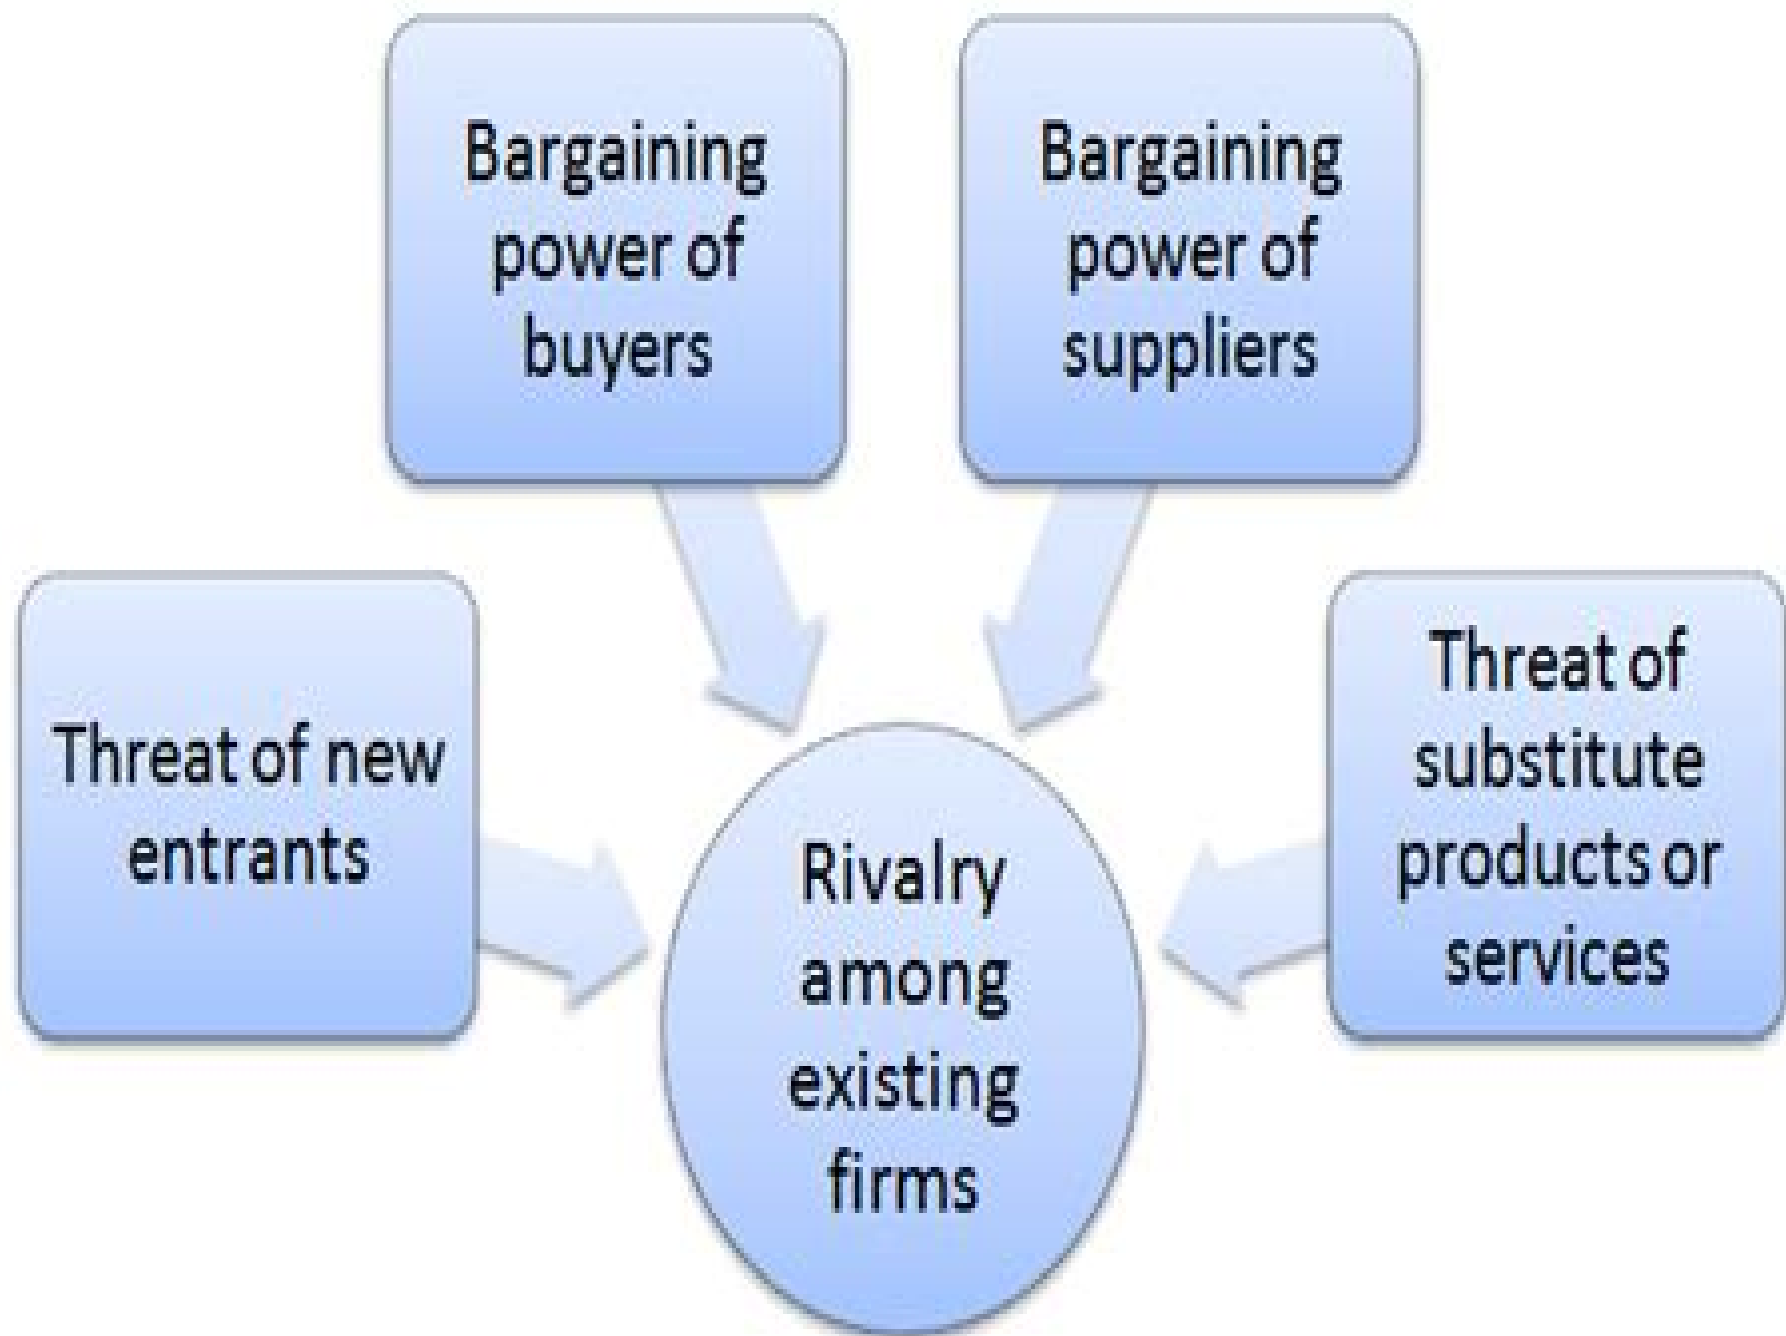 Bargaining
power of
buyers
Bargaining
power of
suppliers
Threat of new
entrants
Threat of
substitute
products or
services
Rivalry
among
existing
firms